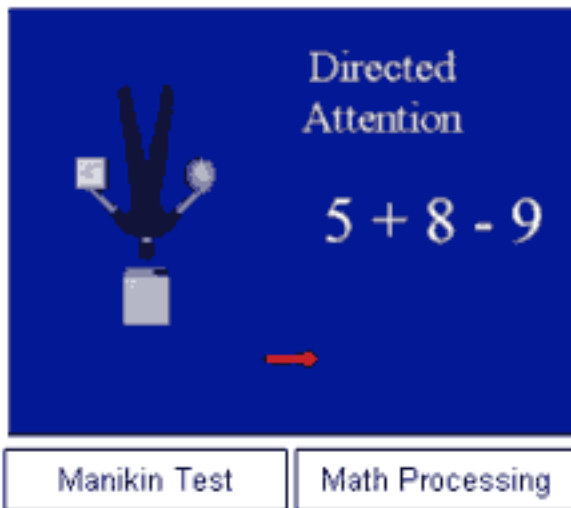 Directed
Attention
5 + 8 - 9
Manikin Test
Math Processing